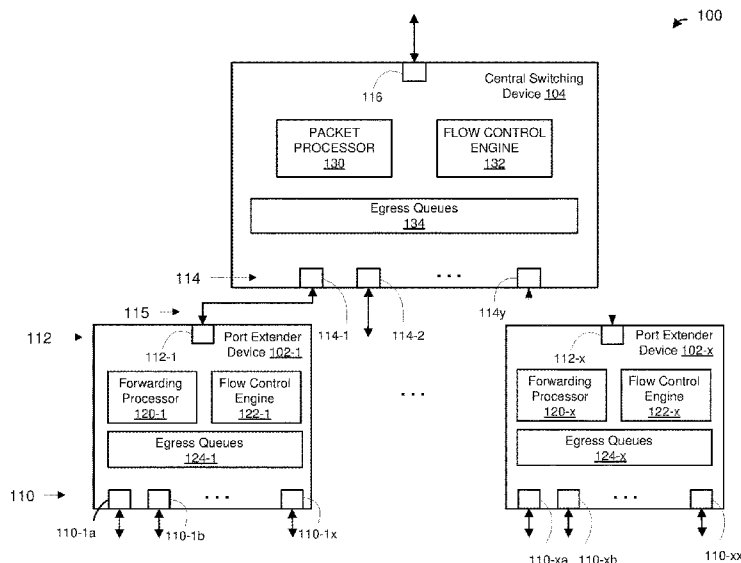 100
Central Switching
Device 104
116
PACKET
PROCESSOR
130
FLOW CONTROL
ENGINE
132
Egress Queues
134
114
. . .
115
114-1
114-2
114y
112
112-1
Port Extender
Device 102-1
Forwarding
Processor
120-1
Flow Control
Engine
122-1
Egress Queues
124-1
110
. . .
110-1a
110-1b
110-1x
. . .
112-x
Port Extender
Device 102-x
Forwarding
Processor
120-x
Flow Control
Engine
122-x
Egress Queues
124-x
. . .
110-xa
110-xb
110-xx